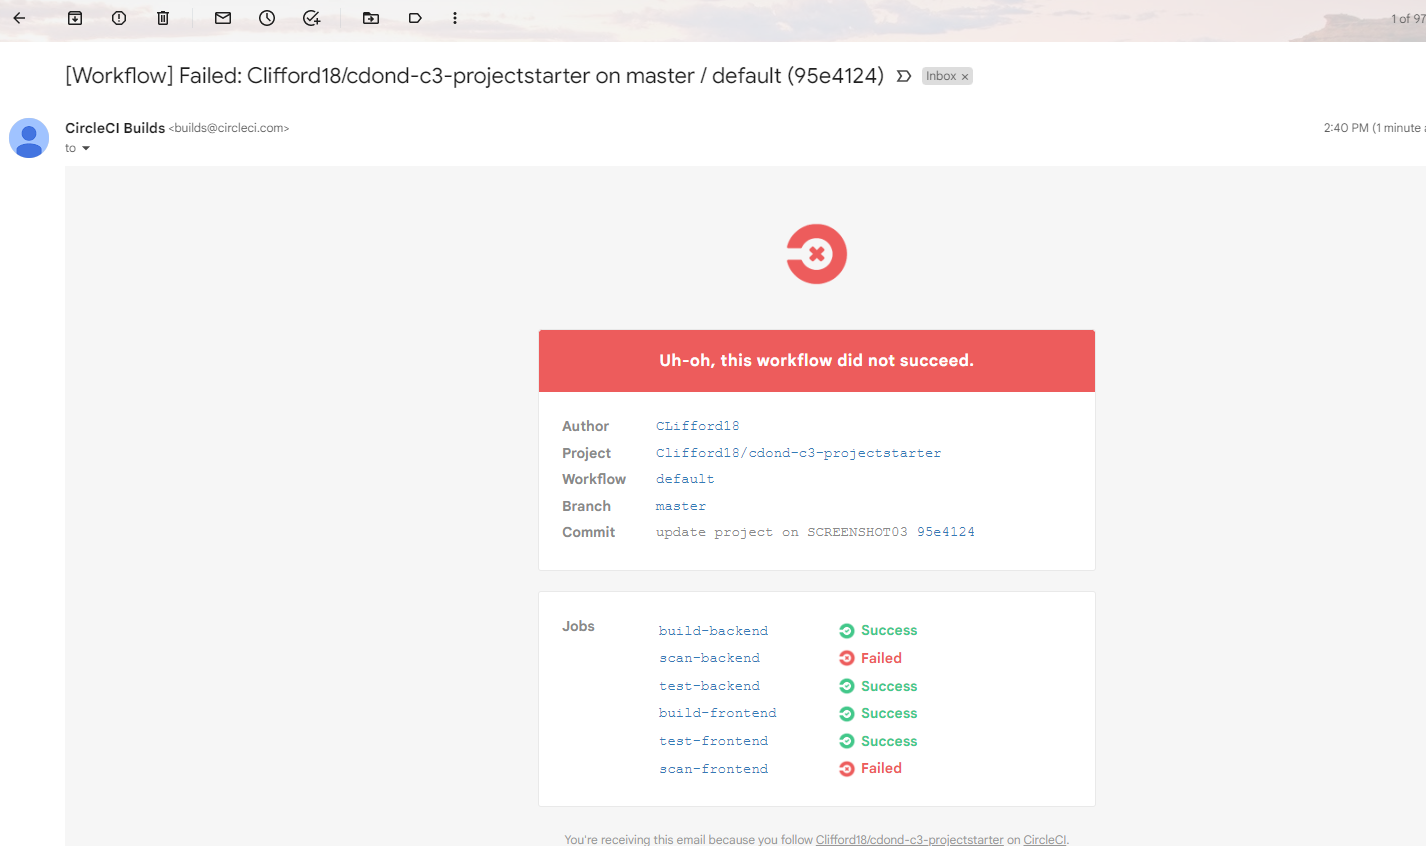 1 of 97
[Workflow] Failed: Clifford18/cdond-c3-projectstarter on master / default (95e4124) Inbox ×
CircleCI Builds <builds@circleci.com> 2:40 PM (1 minute a
to
Uh-oh, this workflow did not succeed.
Author CLifford18
Project Clifford18/cdond-c3-projectstarter
Workflow default
Branch master
Commit update project on SCREENSHOT03 95e4124
Jobs
build-backend Success
scan-backend Failed
test-backend Success
build-frontend Success
test-frontend Success
scan-frontend Failed
You're receiving this email because you follow Clifford18/cdond-c3-projectstarter on CircleCI.